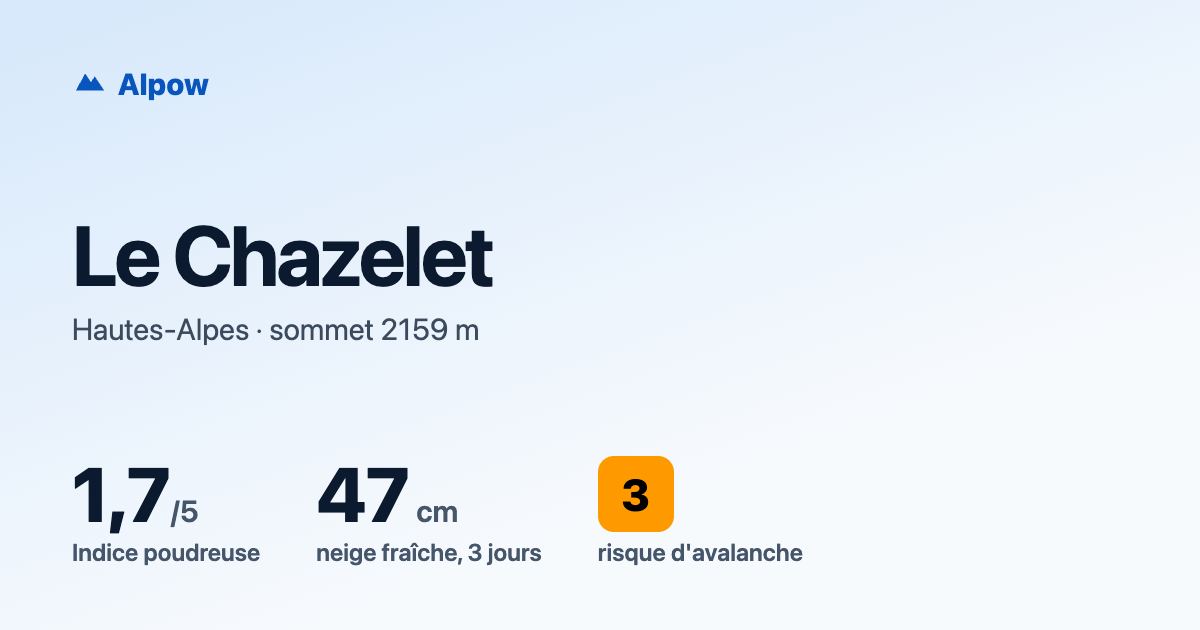 Alpow
Le Chazelet
Hautes-Alpes · sommet 2159 m
1,7/5
Indice poudreuse
47 cm
neige fraîche, 3 jours
3
risque d'avalanche